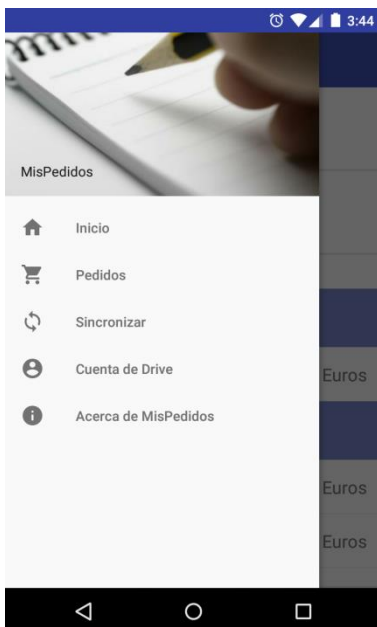 3:44
MisPedidos
Inicio
Pedidos
Sincronizar
Cuenta de Drive
Euros
Acerca de MisPedidos
Euros
Euros